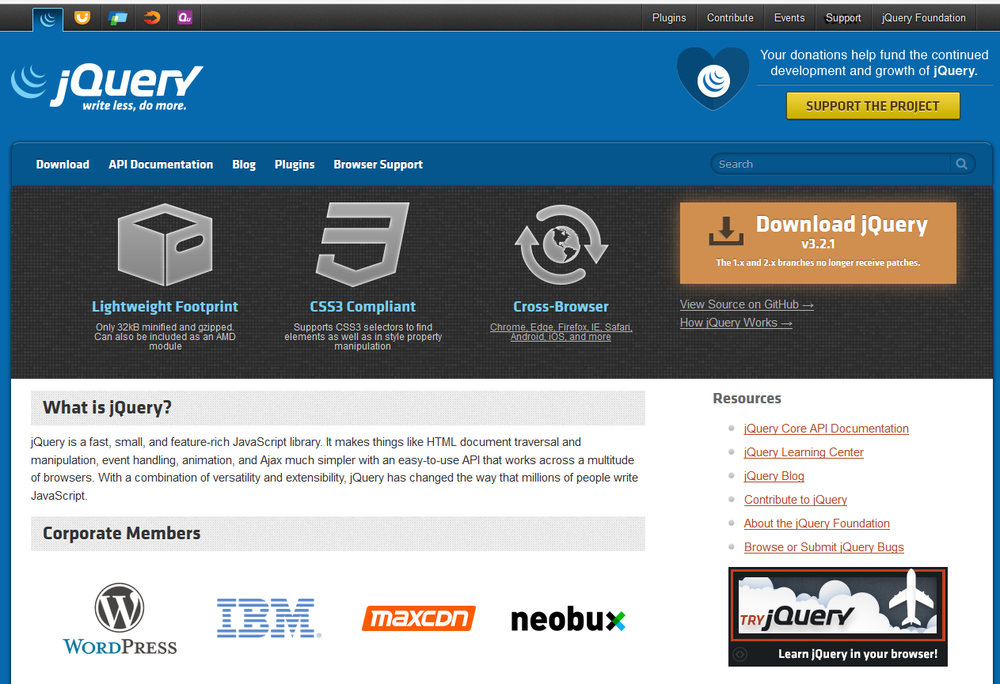 Qu
Plugins
Contribute
Events
Support
jQuery Foundation
jQuery
write less, do more.
Your donations help fund the continued
development and growth of jQuery.
SUPPORT THE PROJECT
Download
API Documentation
Blog
Plugins
Browser Support
Search
Lightweight Footprint
Only 32kB minified and gzipped.
Can also be included as an AMD
module
CSS3 Compliant
Supports CSS3 selectors to find
elements as well as in style property
manipulation
Cross-Browser
Chrome, Edge, Firefox, IE, Safari,
Android, iOS, and more
Download jQuery
v3.2.1
The 1.x and 2.x branches no longer receive patches.
View Source on GitHub →
How jQuery Works →
What is jQuery?
jQuery is a fast, small, and feature-rich JavaScript library. It makes things like HTML document traversal and
manipulation, event handling, animation, and Ajax much simpler with an easy-to-use API that works across a multitude
of browsers. With a combination of versatility and extensibility, jQuery has changed the way that millions of people write
JavaScript.
Corporate Members
WORDPRESS
IBM®
maxcdn
neobux
Resources
jQuery Core API Documentation
jQuery Learning Center
jQuery Blog
Contribute to jQuery
About the jQuery Foundation
Browse or Submit jQuery Bugs
TRY jQuery
Learn jQuery in your browser!